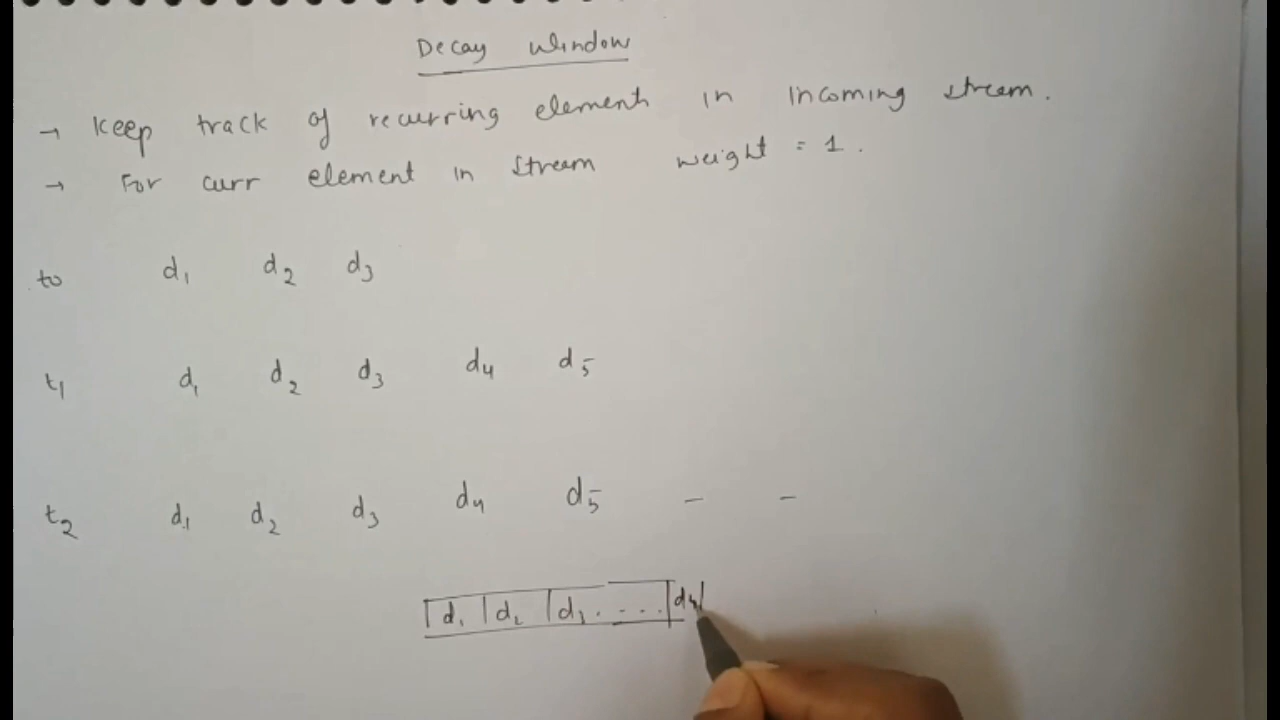 Decay Window
→ Keep track of recurring element in incoming stream.
→ For curr element in stream weight = 1.
to d1 d2 d3
t1 d1 d2 d3 d4 d5
t2 d1 d2 d3 d4 d5 - -
d1 d2 d3 . - - .